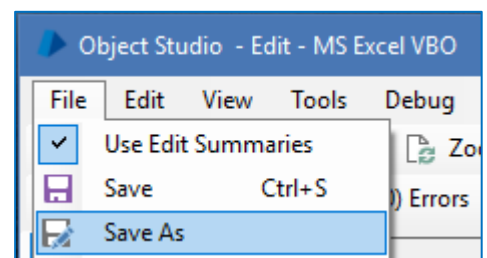 Object Studio - Edit - MS Excel VBO
File Edit View Tools Debug
Use Edit Summaries
Save Ctrl+S
) Errors
Save As